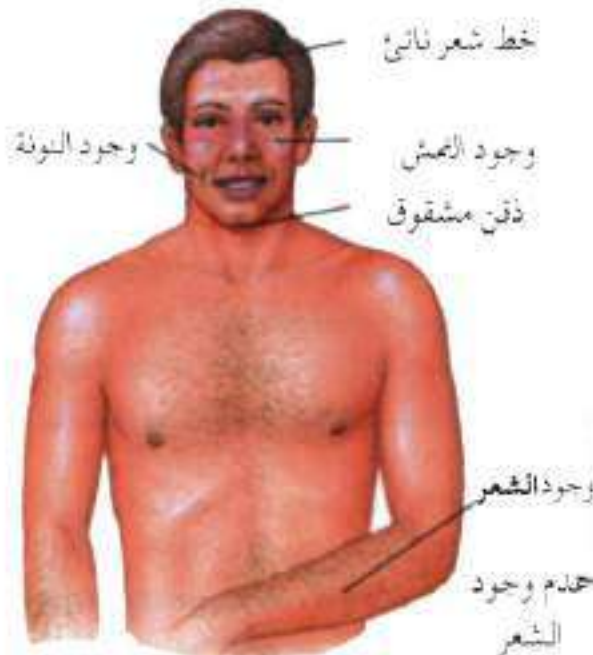 خط شعر ناتئ
وجود النمش
وجود النونة
ذقن مشقوق
وجود الشعر
عدم وجود
الشعر